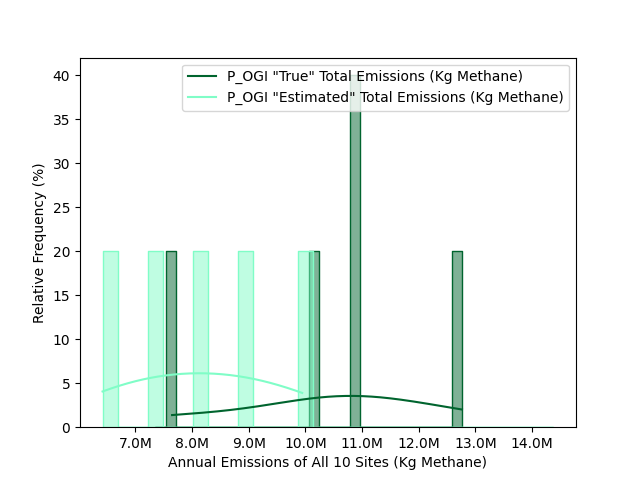 P_OGI "True" Total Emissions (Kg Methane)
P_OGI "Estimated" Total Emissions (Kg Methane)
40
35
30
25
20
15
10
5
0
Relative Frequency (%)
7.0M 8.0M 9.0M 10.0M 11.0M 12.0M 13.0M 14.0M
Annual Emissions of All 10 Sites (Kg Methane)